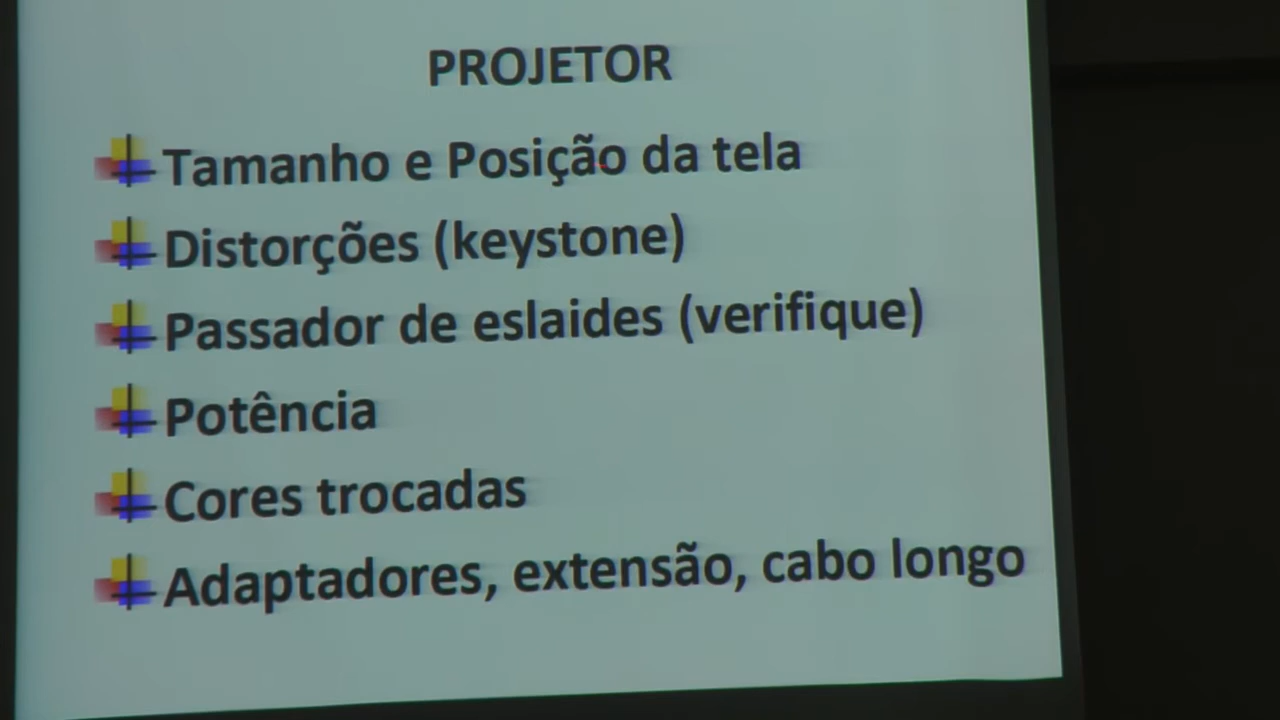 PROJETOR
Tamanho e Posição da tela
Distorções (keystone)
Passador de eslaides (verifique)
Potência
Cores trocadas
Adaptadores, extensão, cabo longo